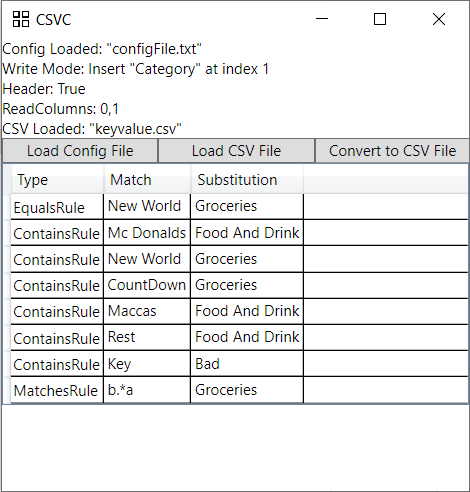 CSVC
Config Loaded: "configFile.txt"
Write Mode: Insert "Category" at index 1
Header: True
ReadColumns: 0,1
CSV Loaded: "keyvalue.csv"
Load Config File Load CSV File Convert to CSV File
Type Match Substitution
EqualsRule New World Groceries
ContainsRule Mc Donalds Food And Drink
ContainsRule New World Groceries
ContainsRule CountDown Groceries
ContainsRule Maccas Food And Drink
ContainsRule Rest Food And Drink
ContainsRule Key Bad
MatchesRule b.*a Groceries